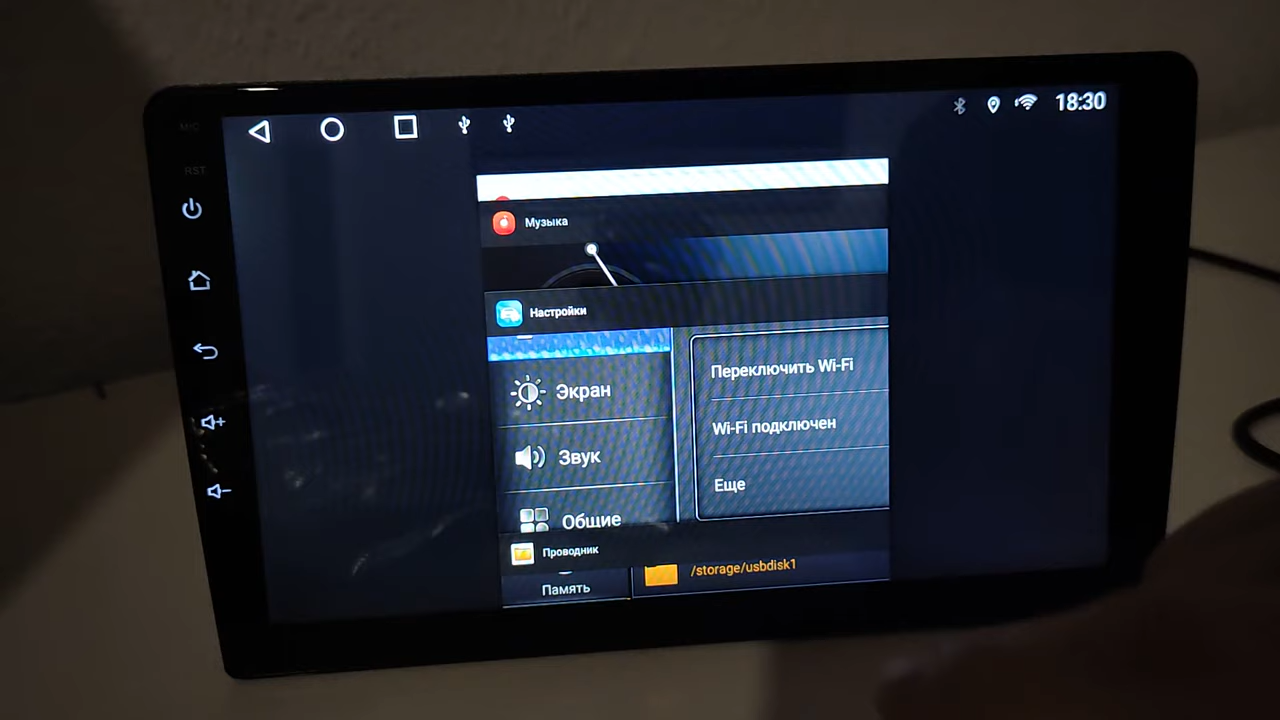 MIC
18:30
RST
Музыка
Настройки
Экран
Переключить Wi-Fi
Звук
Wi-Fi подключен
Общие
Еще
Проводник
Память
/storage/usbdisk1